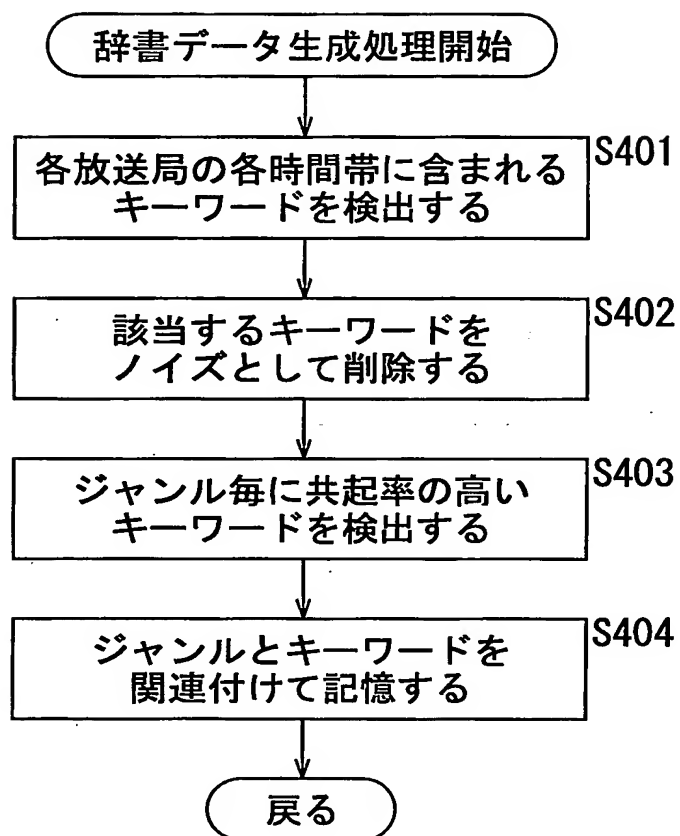 辞書データ生成処理開始
S401
各放送局の各時間帯に含まれる
キーワードを検出する
S402
該当するキーワードを
ノイズとして削除する
S403
ジャンル毎に共起率の高い
キーワードを検出する
S404
ジャンルとキーワードを
関連付けて記憶する
戻る